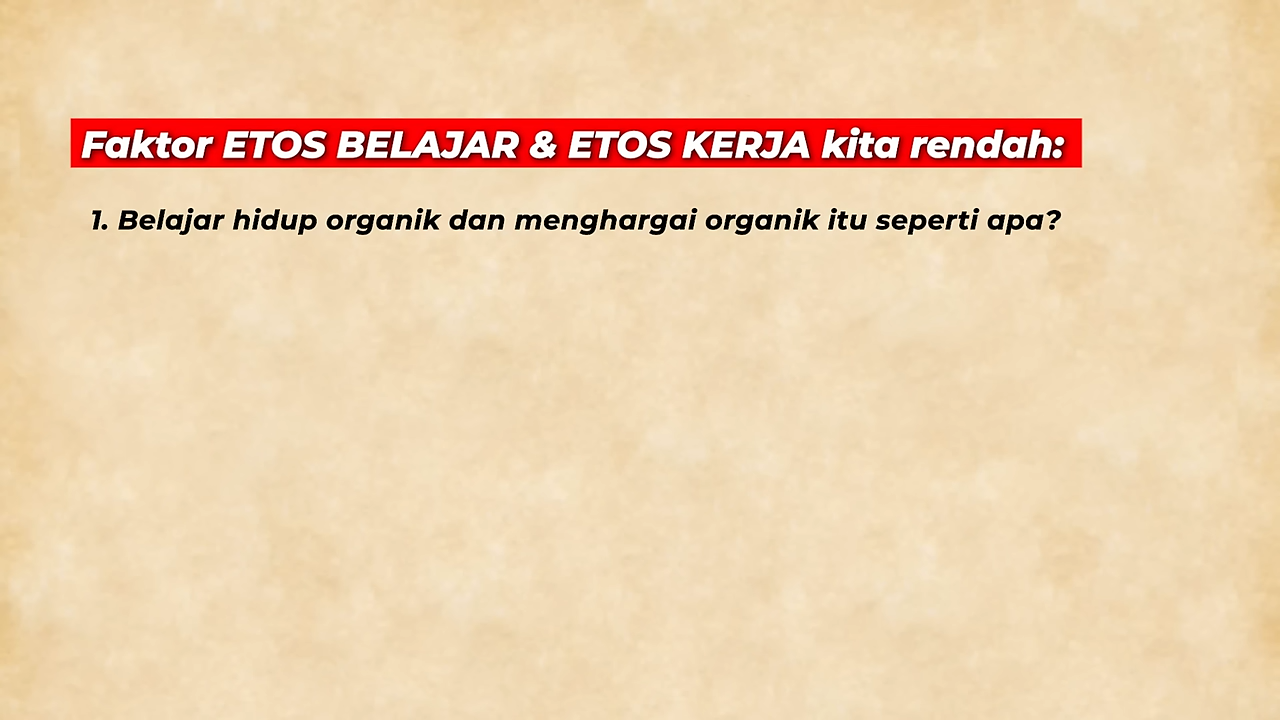 Faktor ETOS BELAJAR & ETOS KERJA kita rendah:
1. Belajar hidup organik dan menghargai organik itu seperti apa?